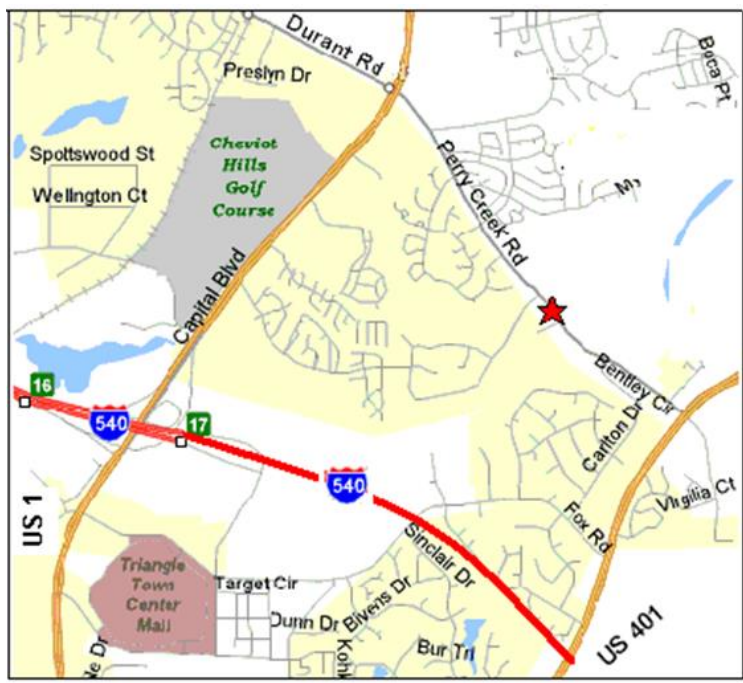 Durant Rd
Preslyn Dr
Boca Pt
Cheviot
Hills
Golf
Course
Spottswood St
Wellington Ct
Perry Creek Rd
Capital Blvd
16
540
17
Bentley Cir
Carlton Dr
540
Virgilia Ct
US 1
Fox Rd
Sinclair Dr
Triangle
Town
Center
Mall
Target Cir
Bivens Dr
Dunn Dr
Bur Trl
US 401